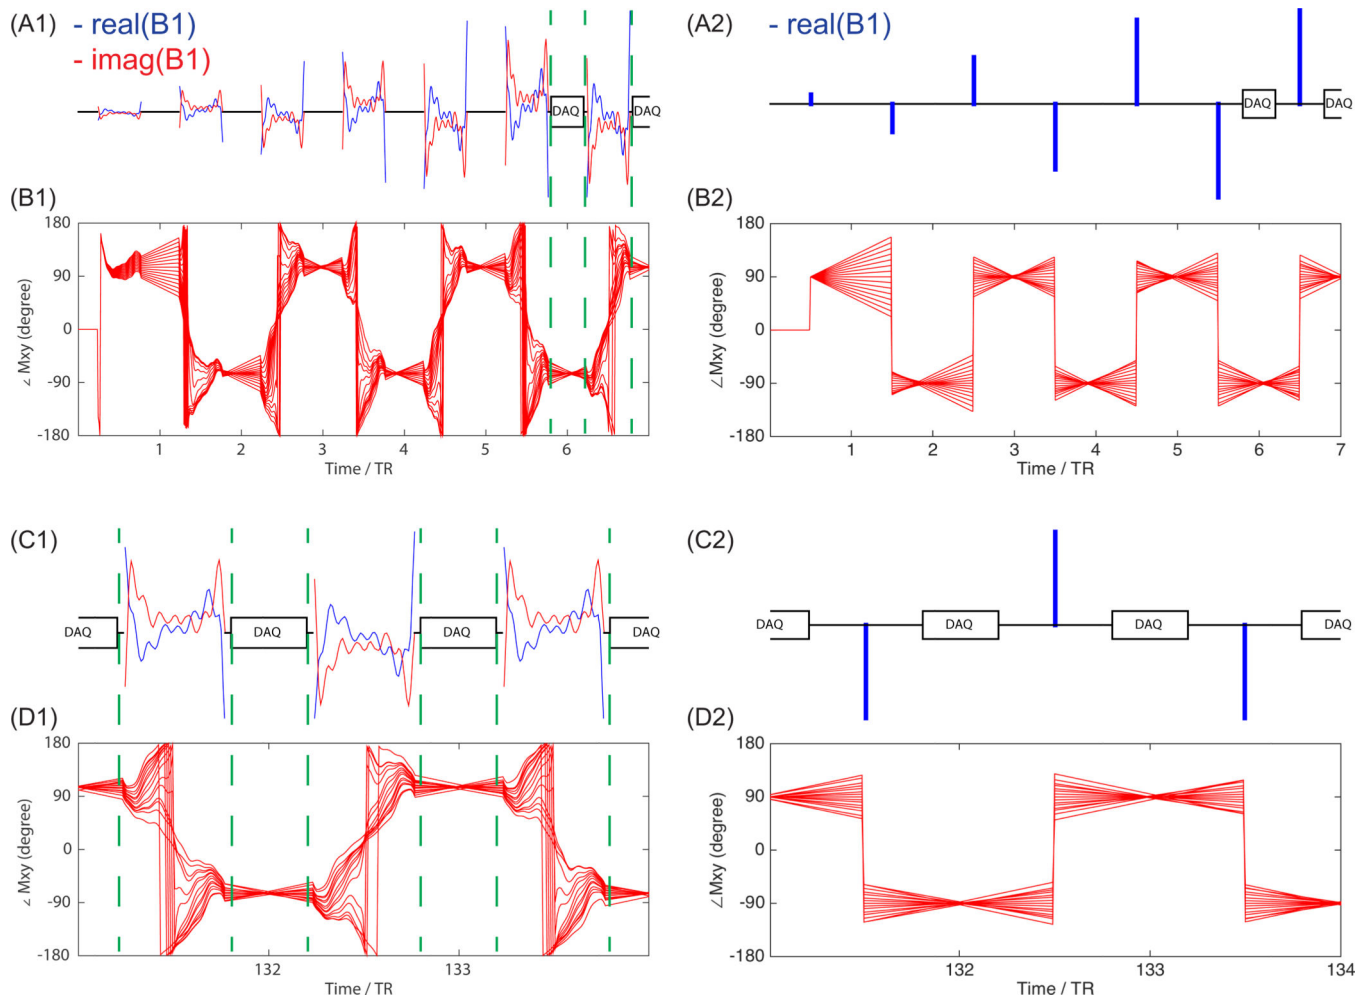 (A1)
- real(B1)
- imag(B1)
DAQ
DAQ
(A2)
- real(B1)
DAQ
DA
(B1)
180
90
0
-90
-180
∠Mxy (degree)
1
2
3
4
5
6
Time / TR
(B2)
180
90
0
-90
-180
∠Mxy (degree)
1
2
3
4
5
6
7
Time / TR
(C1)
DAQ
DAQ
DAQ
DAQ
(C2)
DAQ
DAQ
DAQ
DAQ
(D1)
180
90
0
-90
-180
∠Mxy (degree)
132
133
Time / TR
(D2)
180
90
0
-90
-180
∠Mxy (degree)
132
133
134
Time / TR